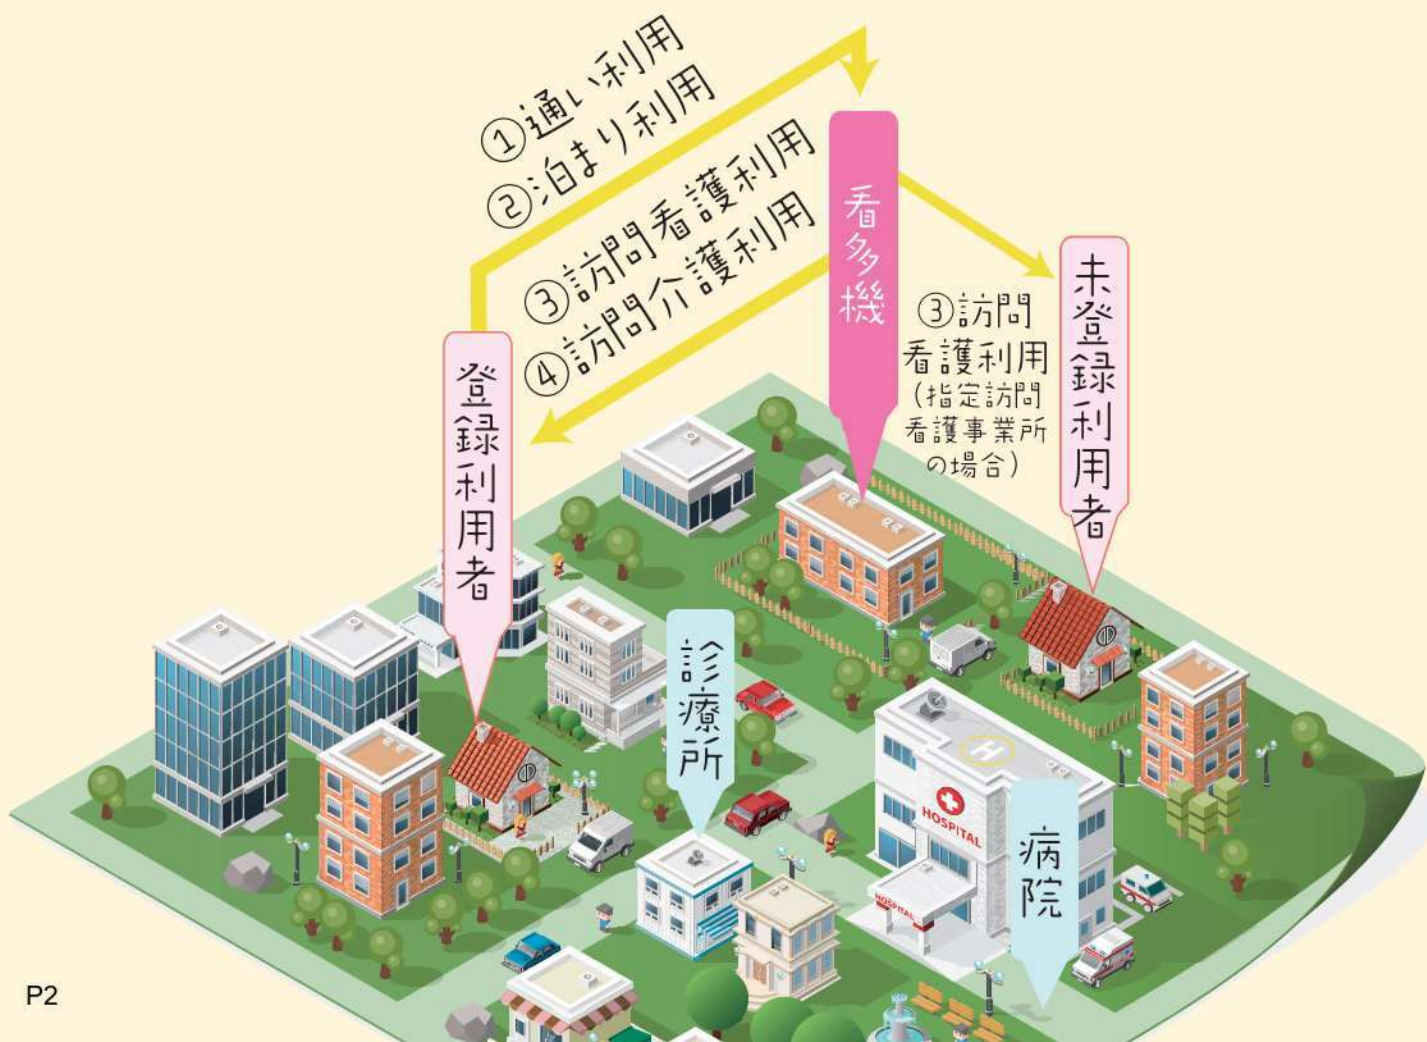 ①通い利用
②泊まり利用
③訪問看護利用
④訪問介護利用
看多機
③訪問
看護利用
(指定訪問
看護事業所
の場合)
未登録利用者
登録利用者
診療所
病院
HOSPITAL
HOSPITAL
H
P2